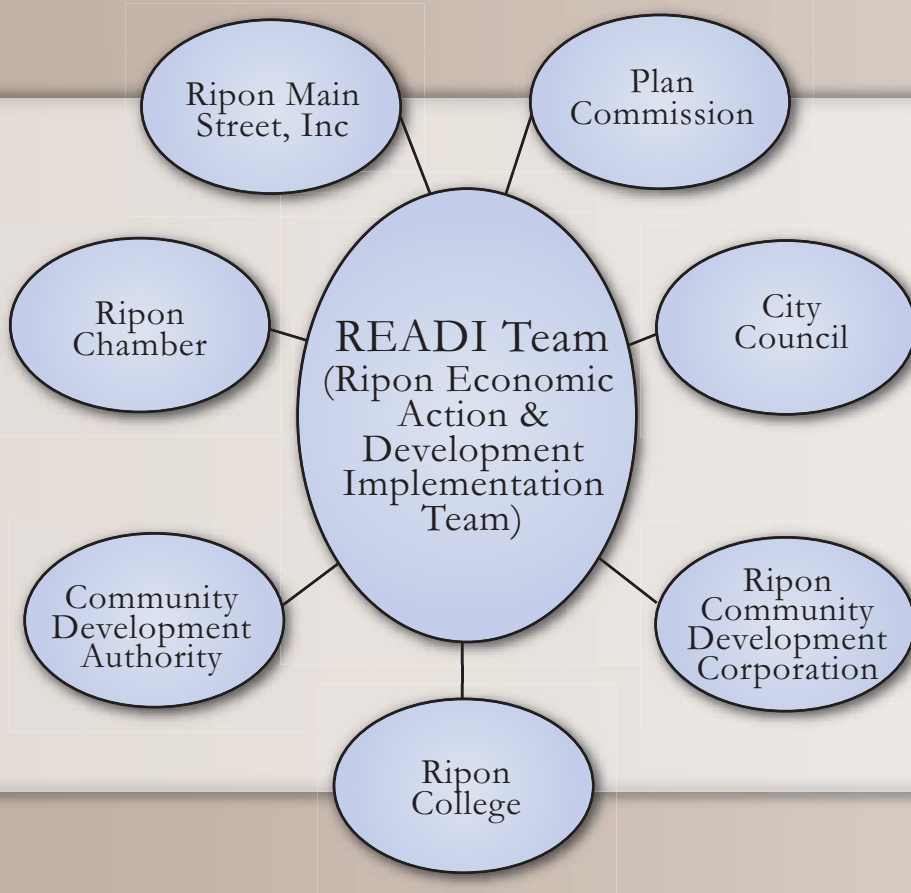 Ripon Main
Street, Inc
Plan
Commission
Ripon
Chamber
READI Team
(Ripon Economic
Action &
Development
Implementation
Team)
City
Council
Community
Development
Authority
Ripon
Community
Development
Corporation
Ripon
College